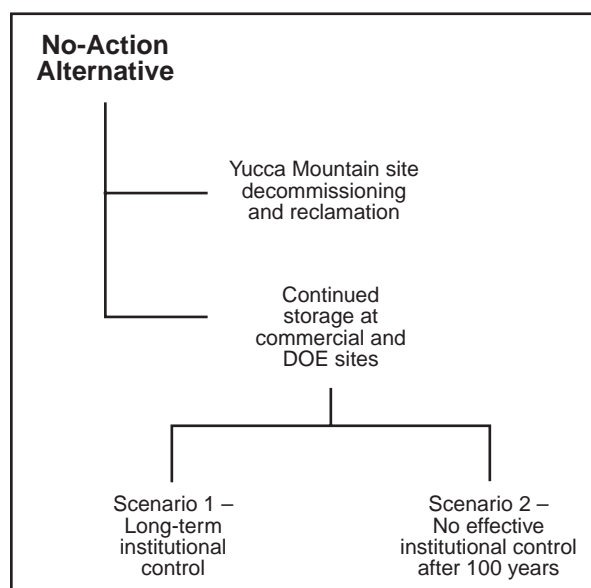 No-Action
Alternative
Yucca Mountain site
decommissioning
and reclamation
Continued
storage at
commercial and
DOE sites
Scenario 1 –
Long-term
institutional
control
Scenario 2 –
No effective
institutional control
after 100 years